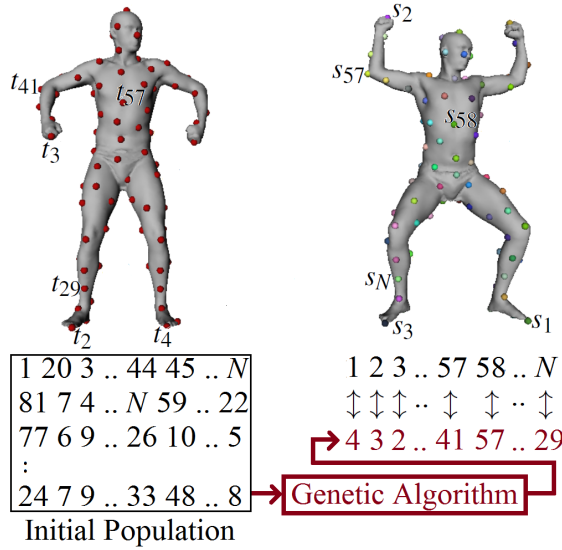 s2
t41
t57
s57
s58
t3
t29
sN
t2
t4
s3
s1
1 20 3 .. 44 45 .. N
81 7 4 .. N 59 .. 22
77 6 9 .. 26 10 .. 5
:
24 7 9 .. 33 48 .. 8
Initial Population
1 2 3 .. 57 58 .. N
↕ ↕ ↕ .. ↕ ↕ .. ↕
4 3 2 .. 41 57 .. 29
Genetic Algorithm